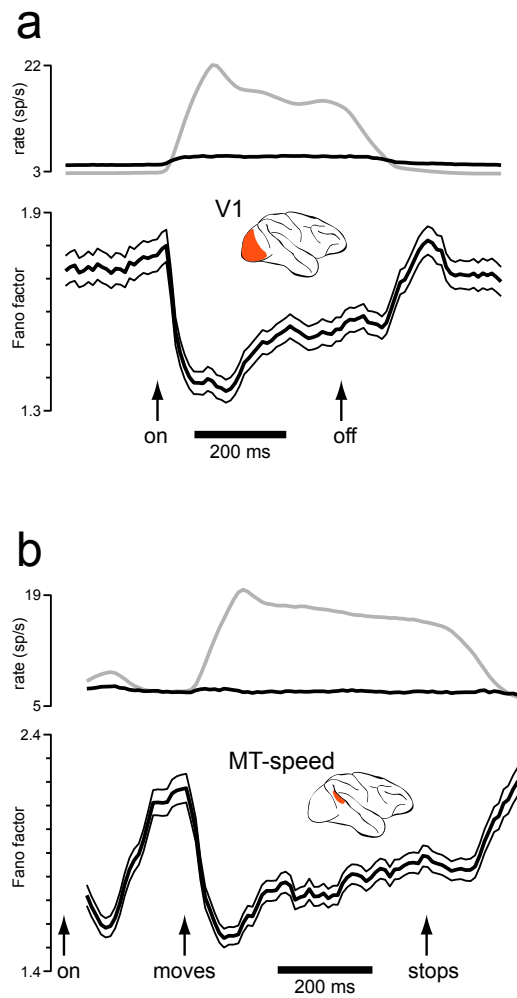 a
22
rate (sp/s)
3
1.9
V1
Fano factor
1.3
on
off
200 ms
b
19
rate (sp/s)
5
2.4
MT-speed
Fano factor
1.4
on
moves
stops
200 ms